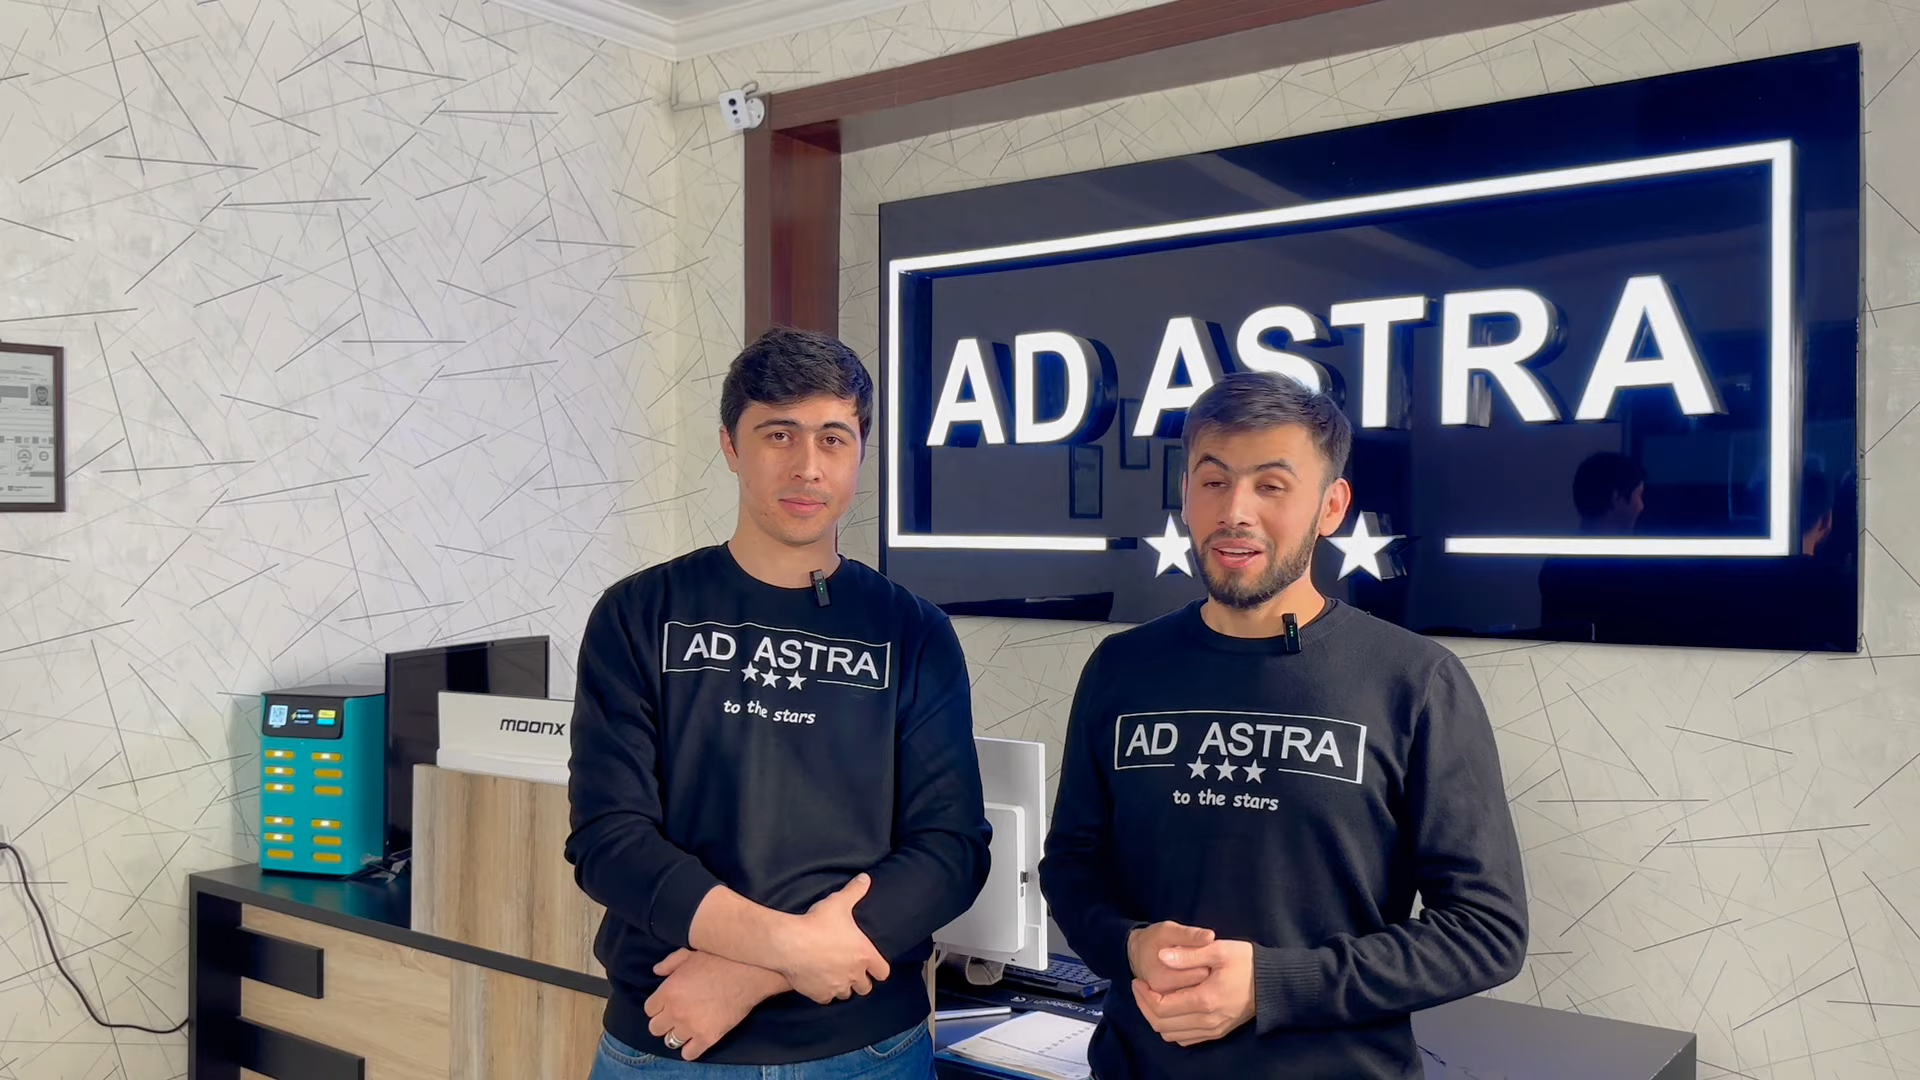 AD ASTRA
AD ASTRA
to the stars
AD ASTRA
to the stars
moonx